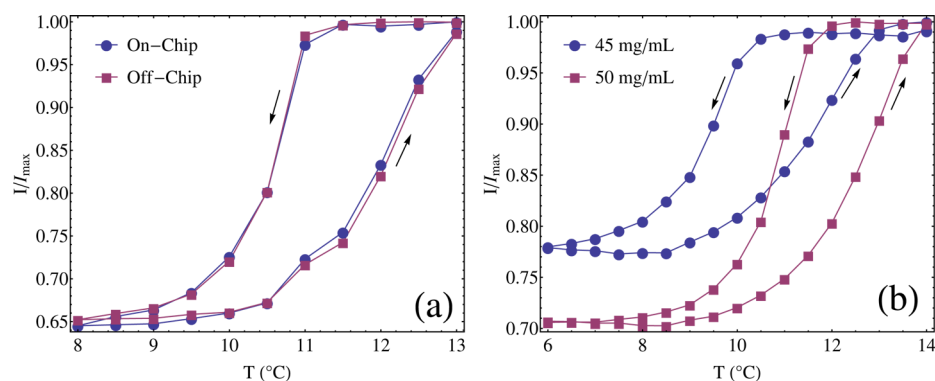 1.00
0.95
0.90
0.85
0.80
0.75
0.70
0.65
I/Imax
On−Chip
Off−Chip
(a)
8 9 10 11 12 13
T (°C)
1.00
0.95
0.90
0.85
0.80
0.75
0.70
I/Imax
45 mg/mL
50 mg/mL
(b)
6 8 10 12 14
T (°C)